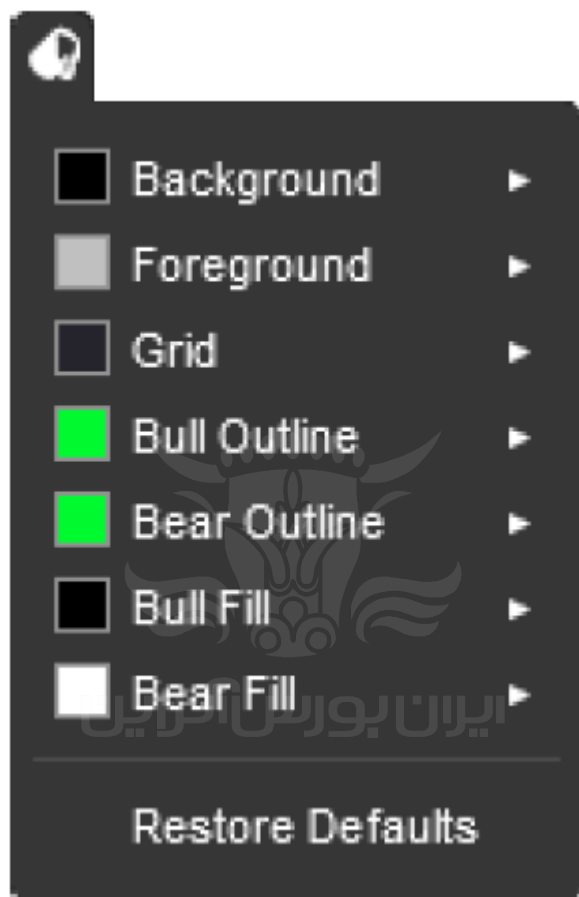 Background
Foreground
Grid
Bull Outline
Bear Outline
Bull Fill
Bear Fill
ایران بورس آنلاین
Restore Defaults